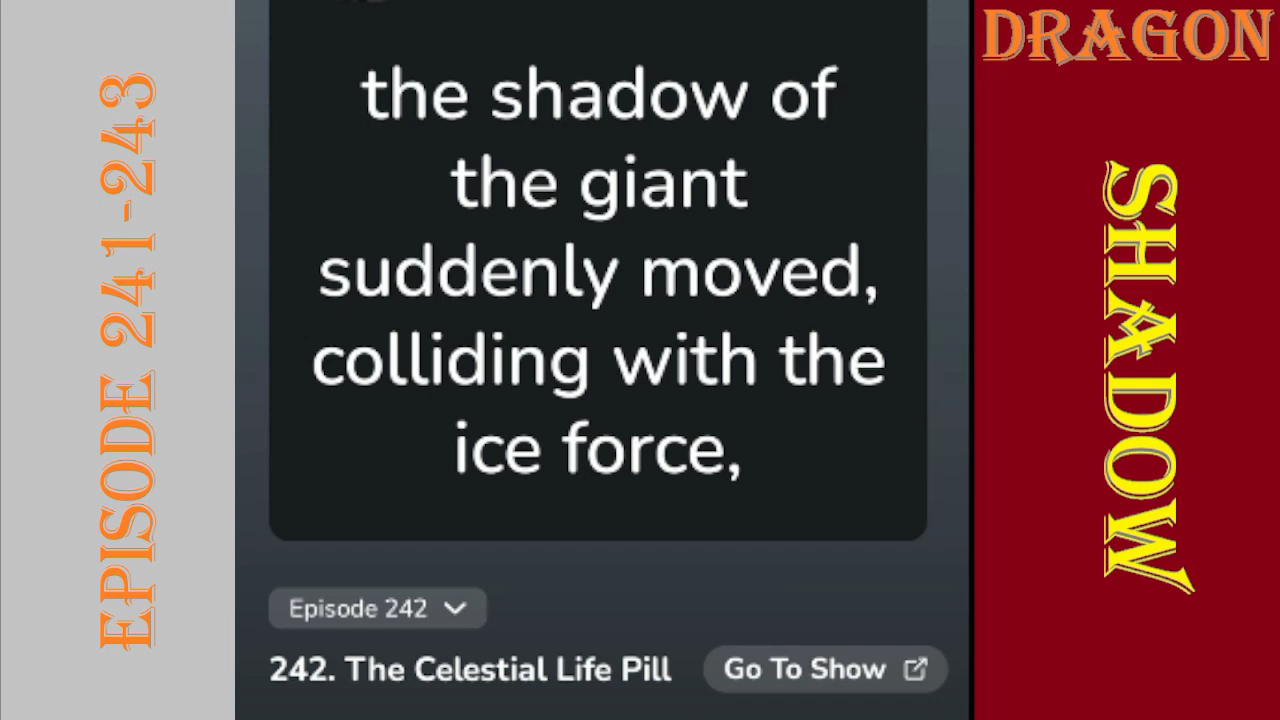 EPISODE 241-243
the shadow of
the giant
suddenly moved,
colliding with the
ice force,
Episode 242
242. The Celestial Life Pill
Go To Show
DRAGON
SHADOW